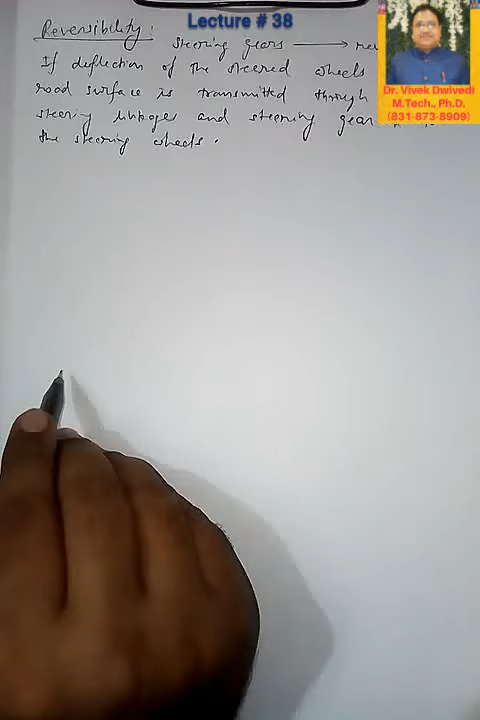 Lecture # 38
Reversibility : Steering gears → rev
If deflection of the steered wheels
road surface is transmitted through
steering linkages and steering gear
the steering wheels.
Dr. Vivek Dwivedi
M.Tech., Ph.D.
(831-873-8909)